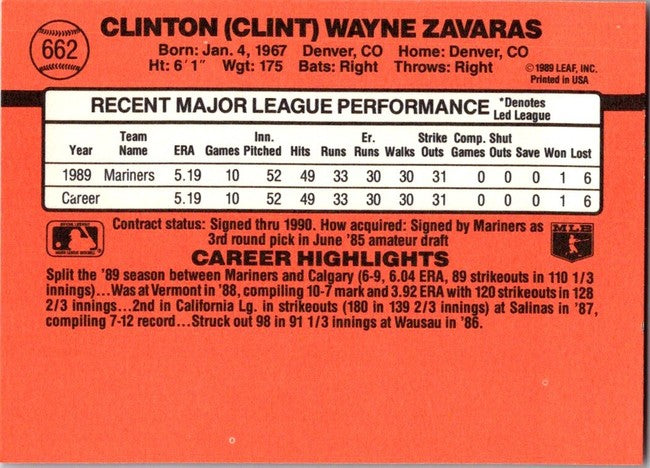 662
CLINTON (CLINT) WAYNE ZAVARAS
Born: Jan. 4, 1967 Denver, CO Home: Denver, CO
Ht: 6'1" Wgt: 175 Bats: Right Throws: Right
©1989 LEAF, INC.
Printed in USA
RECENT MAJOR LEAGUE PERFORMANCE *Denotes Led League
Year Team Name ERA Games Inn. Pitched Hits Runs Er. Runs Walks Strike Outs Comp. Games Shut Outs Save Won Lost
1989 Mariners 5.19 10 52 49 33 30 30 31 0 0 0 1 6
Career 5.19 10 52 49 33 30 30 31 0 0 0 1 6
Contract status: Signed thru 1990. How acquired: Signed by Mariners as
3rd round pick in June '85 amateur draft
MLB
CAREER HIGHLIGHTS
Split the '89 season between Mariners and Calgary (6-9, 6.04 ERA, 89 strikeouts in 110 1/3
innings)...Was at Vermont in '88, compiling 10-7 mark and 3.92 ERA with 120 strikeouts in 128
2/3 innings...2nd in California Lg. in strikeouts (180 in 139 2/3 innings) at Salinas in '87,
compiling 7-12 record...Struck out 98 in 91 1/3 innings at Wausau in '86.